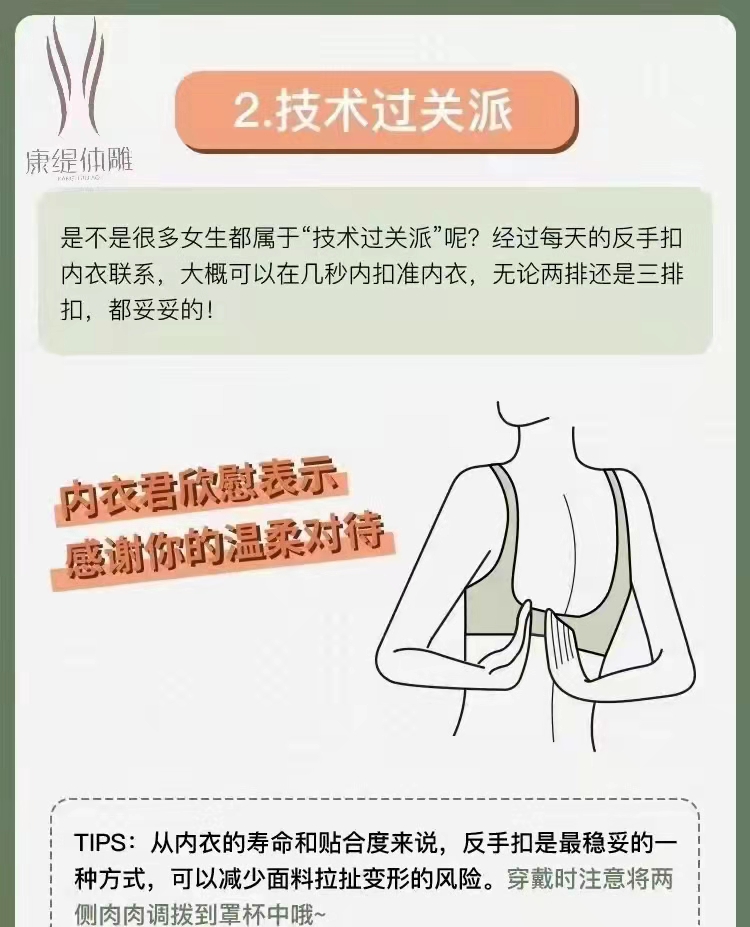 康缇体雕
2.技术过关派
是不是很多女生都属于“技术过关派”呢？经过每天的反手扣
内衣联系，大概可以在几秒内扣准内衣，无论两排还是三排
扣，都妥妥的！
内衣君欣慰表示
感谢你的温柔对待
TIPS：从内衣的寿命和贴合度来说，反手扣是最稳妥的一
种方式，可以减少面料拉扯变形的风险。穿戴时注意将两
侧肉肉调拨到罩杯中哦~